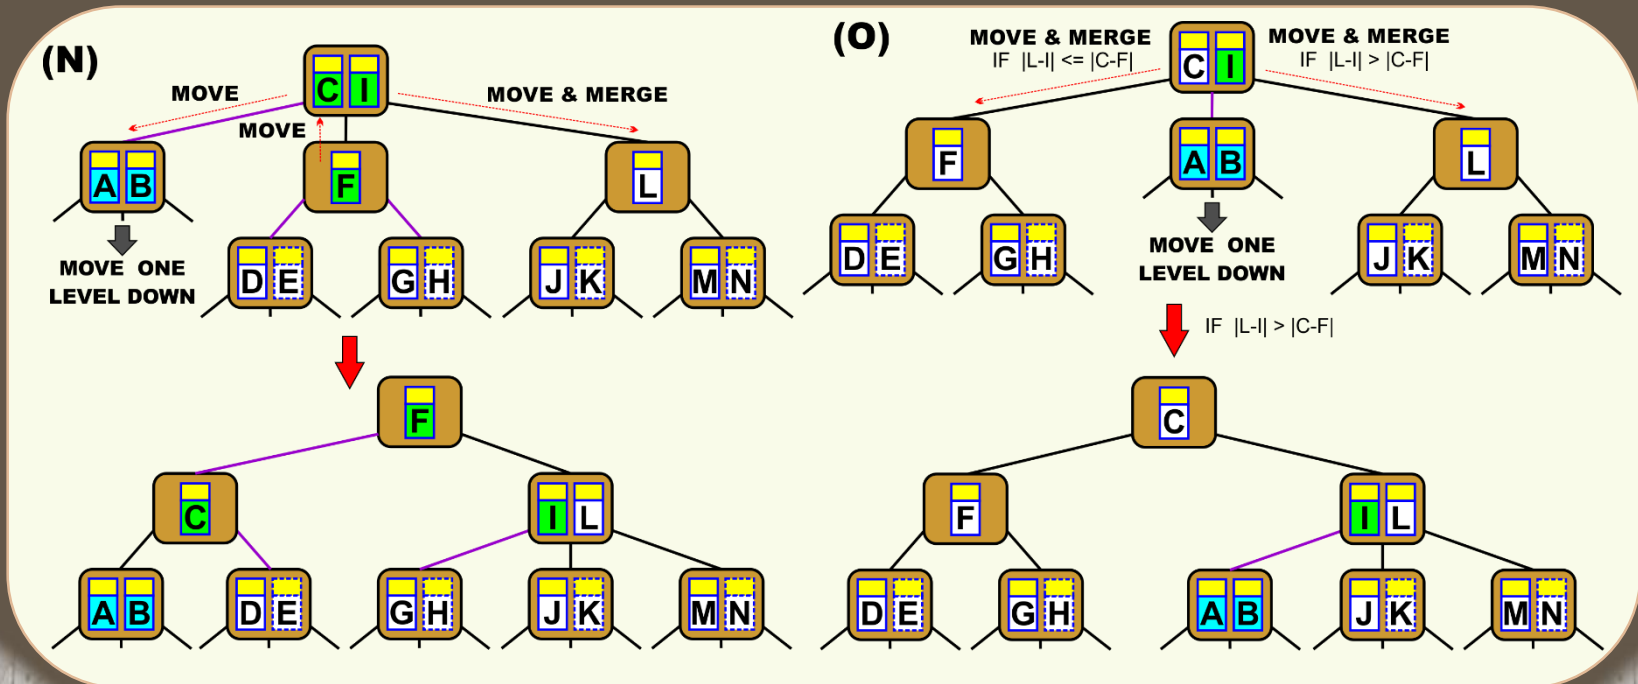 (N)
C I
MOVE
MOVE & MERGE
MOVE
A B
F
L
MOVE ONE
LEVEL DOWN
D E
G H
J K
M N
F
C
I L
A B
D E
G H
J K
M N
(O)
MOVE & MERGE
IF |L-I| <= |C-F|
C I
MOVE & MERGE
IF |L-I| > |C-F|
F
A B
L
D E
G H
MOVE ONE
LEVEL DOWN
J K
M N
IF |L-I| > |C-F|
C
F
I L
D E
G H
A B
J K
M N